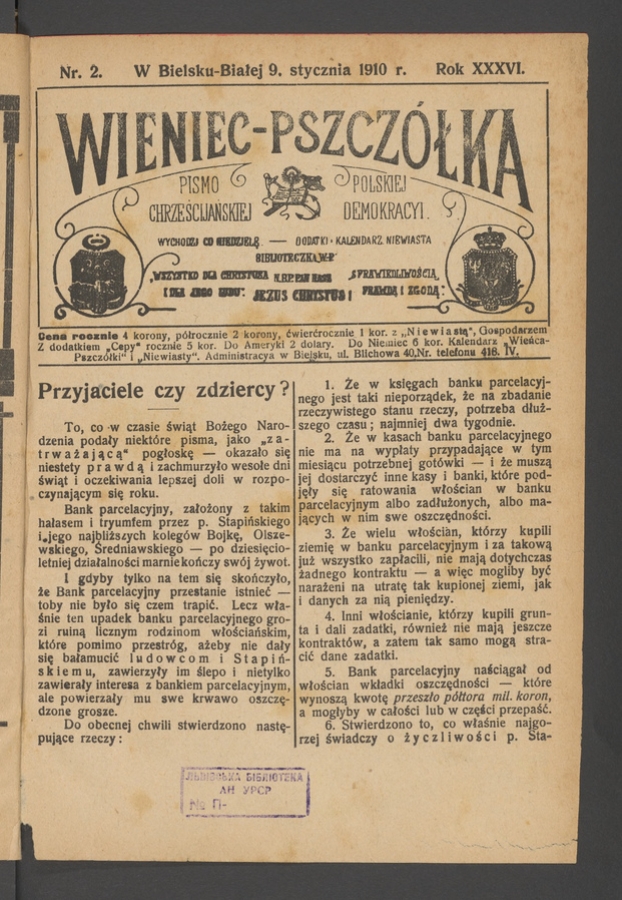 Nr. 2. W Bielsku-Białej 9. stycznia 1910 r. Rok XXXVI.
WIENIEC-PSZCZÓŁKA
PISMO POLSKIEJ
CHRZEŚCIJAŃSKIEJ DEMOKRACYI.
WYCHODZI CO NIEDZIELĘ — DODATKI · KALENDARZ NIEWIASTA
BIBLIOTECZKA W·P
„WSZYSTKO DLA CHRYSTUSA „SPRAWIEDLIWOŚCIĄ,
I DLA JEGO LUDU". JEZUS CHRYSTUS! PRAWDĄ I ZGODĄ."
Cena rocznie 4 korony, półrocznie 2 korony, ćwierćrocznie 1 kor. z „Niewiastą", Gospodarzem
Z dodatkiem „Cepy" rocznie 5 kor. Do Ameryki 2 dolary. Do Niemiec 6 kor. Kalendarz „Wieńca-
Pszczółki" i „Niewiasty". Administracya w Bielsku, ul. Blichowa 40, Nr. telefonu 416. IV.
Przyjaciele czy zdziercy?
To, co w czasie świąt Bożego Naro-
dzenia podały niektóre pisma, jako „za-
trważającą" pogłoskę — okazało się
niestety prawdą i zachmurzyło wesołe dni
świąt i oczekiwania lepszej doli w rozpo-
czynającym się roku.
Bank parcelacyjny, założony z takim
hałasem i tryumfem przez p. Stapińskiego
i jego najbliższych kolegów Bojkę, Olsze-
wskiego, Średniawskiego — po dziesięcio-
letniej działalności marnie kończy swój żywot.
I gdyby tylko na tem się skończyło,
że Bank parcelacyjny przestanie istnieć —
toby nie było się czem trapić. Lecz wła-
śnie ten upadek banku parcelacyjnego gro-
zi ruiną licznym rodzinom włościańskim,
które pomimo przestróg, ażeby nie dały
się bałamucić ludowcom i Stapiń-
skiemu, zawierzyły im ślepo i nietylko
zawierały interesa z bankiem parcelacyjnym,
ale powierzały mu swe krwawo oszczę-
dzone grosze.
Do obecnej chwili stwierdzono nastę-
pujące rzeczy:
1. Że w księgach banku parcelacyj-
nego jest taki nieporządek, że na zbadanie
rzeczywistego stanu rzeczy, potrzeba dłuż-
szego czasu; najmniej dwa tygodnie.
2. Że w kasach banku parcelacyjnego
nie ma na wypłaty przypadające w tym
miesiącu potrzebnej gotówki — i że muszą
jej dostarczyć inne kasy i banki, które pod-
jęły się ratowania włościan w banku
parcelacyjnym albo zadłużonych, albo ma-
jących w nim swe oszczędności.
3. Że wielu włościan, którzy kupili
ziemię w banku parcelacyjnym i za takową
już wszystko zapłacili, nie mają dotychczas
żadnego kontraktu — a więc mogliby być
narażeni na utratę tak kupionej ziemi, jak
i danych za nią pieniędzy.
4. Inni włościanie, którzy kupili grun-
ta i dali zadatki, również nie mają jeszcze
kontraktów, a zatem tak samo mogą stra-
cić dane zadatki.
5. Bank parcelacyjny naściągał od
włościan wkładki oszczędności — które
wynoszą kwotę przeszło półtora mil. koron,
a mogłyby w całości lub w części przepaść.
6. Stwierdzono to, co właśnie najgo-
rzej świadczy o życzliwości p. Sta-
ЛЬВІВСЬКА БІБЛІОТЕКА
АН УРСР
№ П-